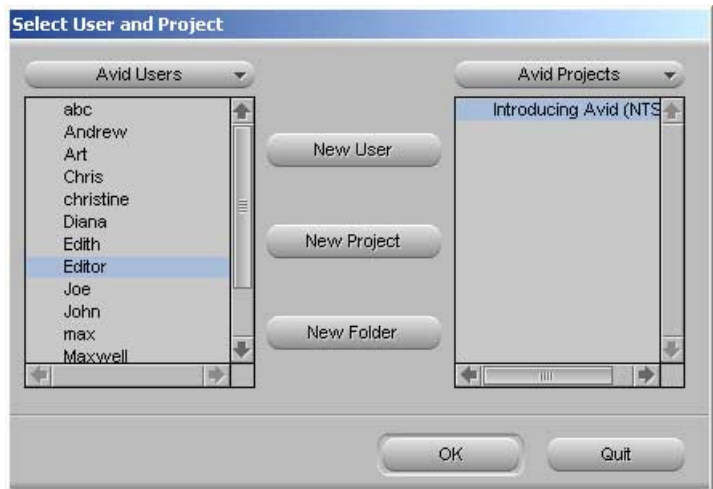 Select User and Project
Avid Users
abc
Andrew
Art
Chris
christine
Diana
Edith
Editor
Joe
John
max
Maxwell
New User
New Project
New Folder
Avid Projects
Introducing Avid (NTS
OK
Quit